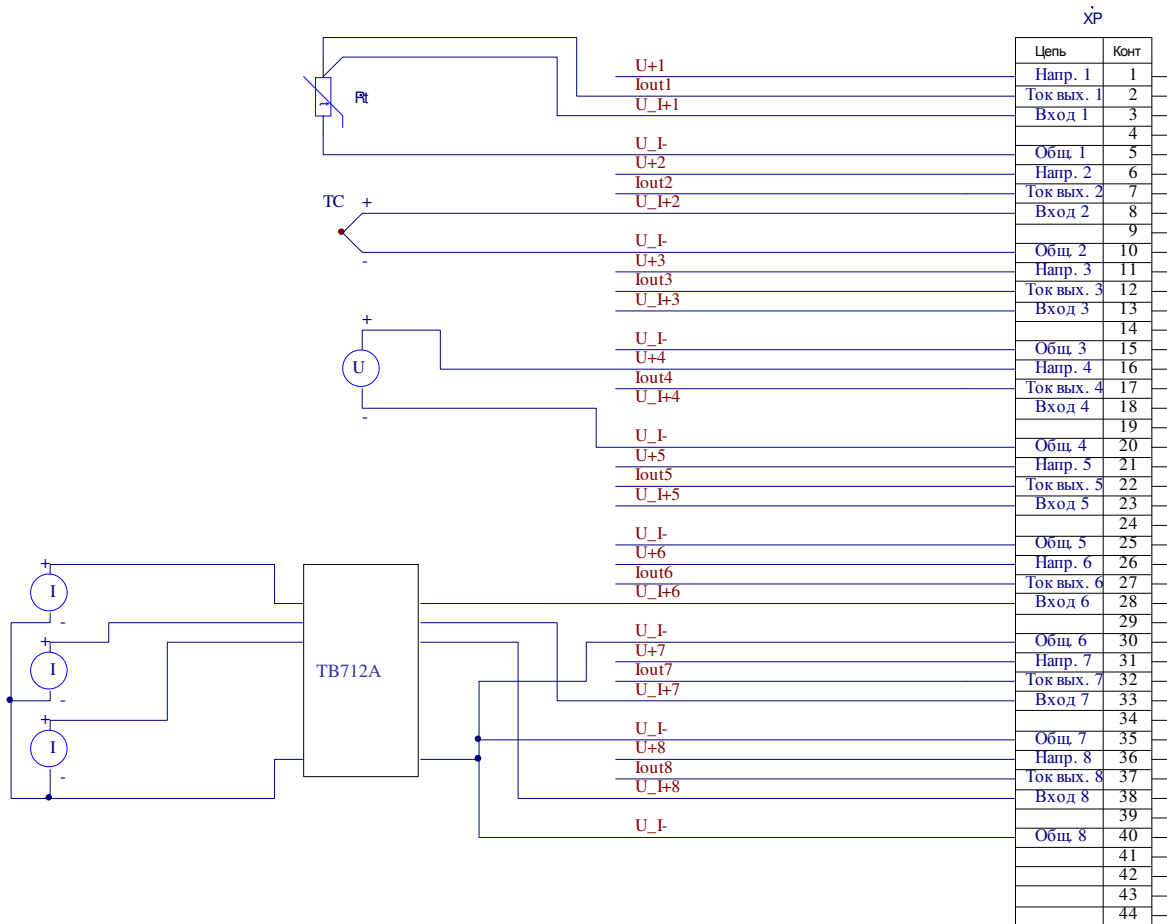 XP
Цепь Конт
U+1
Напр. 1 1
Iout1
Rt
Ток вых. 1 2
U_I+1
Вход 1 3
4
U_I-
Общ. 1 5
U+2
Напр. 2 6
Iout2
Ток вых. 2 7
TC +
U_I+2
Вход 2 8
9
U_I-
Общ. 2 10
-
U+3
Напр. 3 11
Iout3
Ток вых. 3 12
U_I+3
Вход 3 13
+
14
U_I-
Общ. 3 15
U
U+4
Напр. 4 16
Iout4
Ток вых. 4 17
U_I+4
Вход 4 18
-
19
U_I-
Общ. 4 20
U+5
Напр. 5 21
Iout5
Ток вых. 5 22
U_I+5
Вход 5 23
24
U_I-
Общ. 5 25
U+6
+
Напр. 6 26
Iout6
Ток вых. 6 27
I
U_I+6
Вход 6 28
-
29
U_I-
+
Общ. 6 30
U+7
Напр. 7 31
I
TB712A
Iout7
Ток вых. 7 32
U_I+7
-
Вход 7 33
+
34
U_I-
Общ. 7 35
I
U+8
Напр. 8 36
Iout8
-
Ток вых. 8 37
U_I+8
Вход 8 38
39
U_I-
Общ. 8 40
41
42
43
44